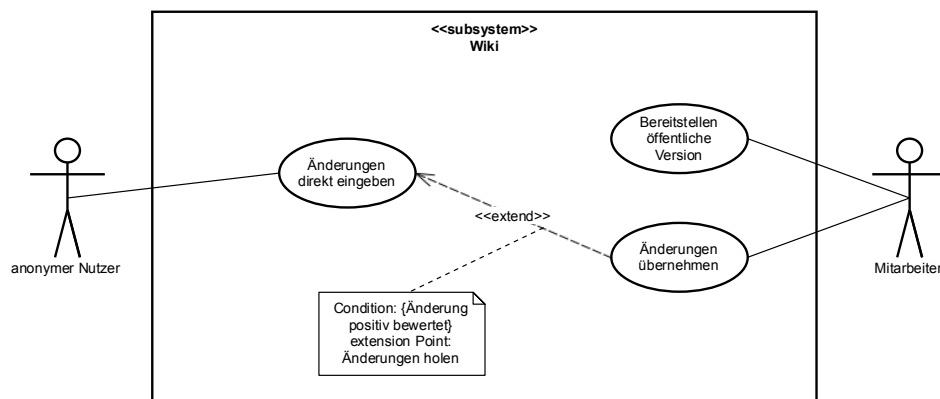 <<subsystem>>
Wiki
Bereitstellen
öffentliche
Version
Änderungen
direkt eingeben
<<extend>>
Änderungen
übernehmen
anonymer Nutzer
Mitarbeiter
Condition: {Änderung
positiv bewertet}
extension Point:
Änderungen holen